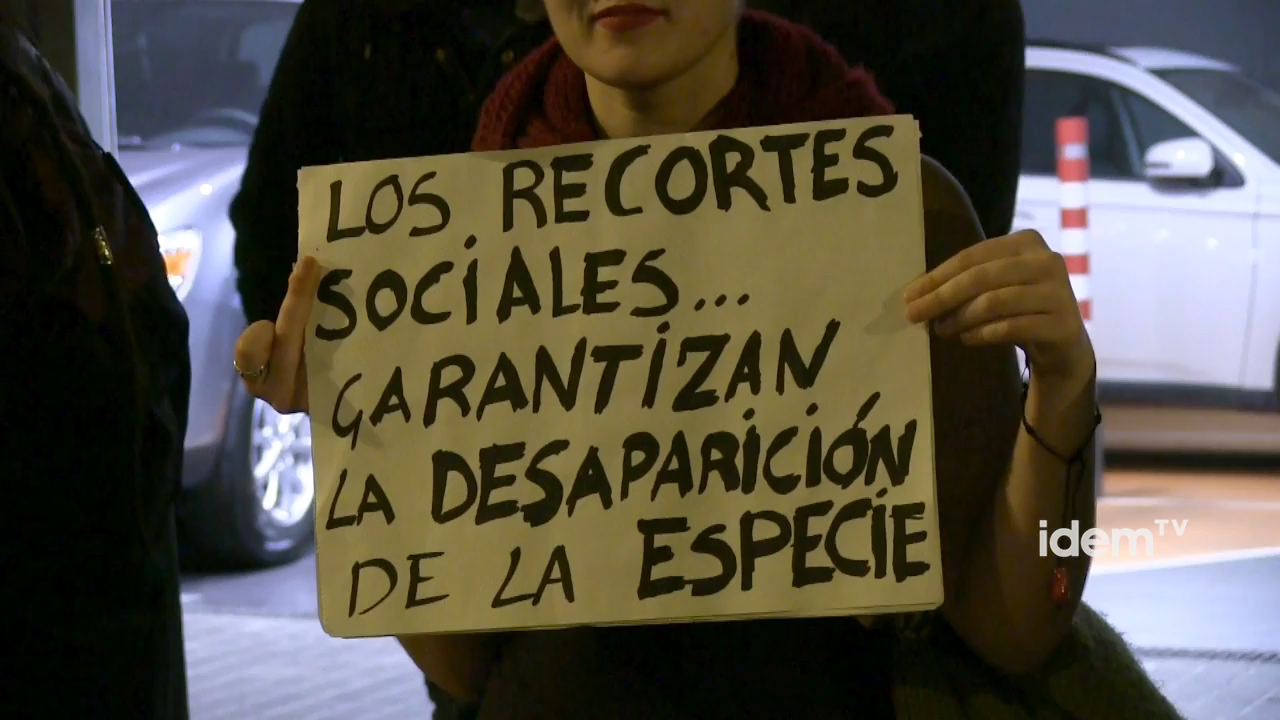 LOS RECORTES
SOCiALES...
GARANTiZAN
LA DESAPARiCiÓN
DE LA ESPECiE
idem TV